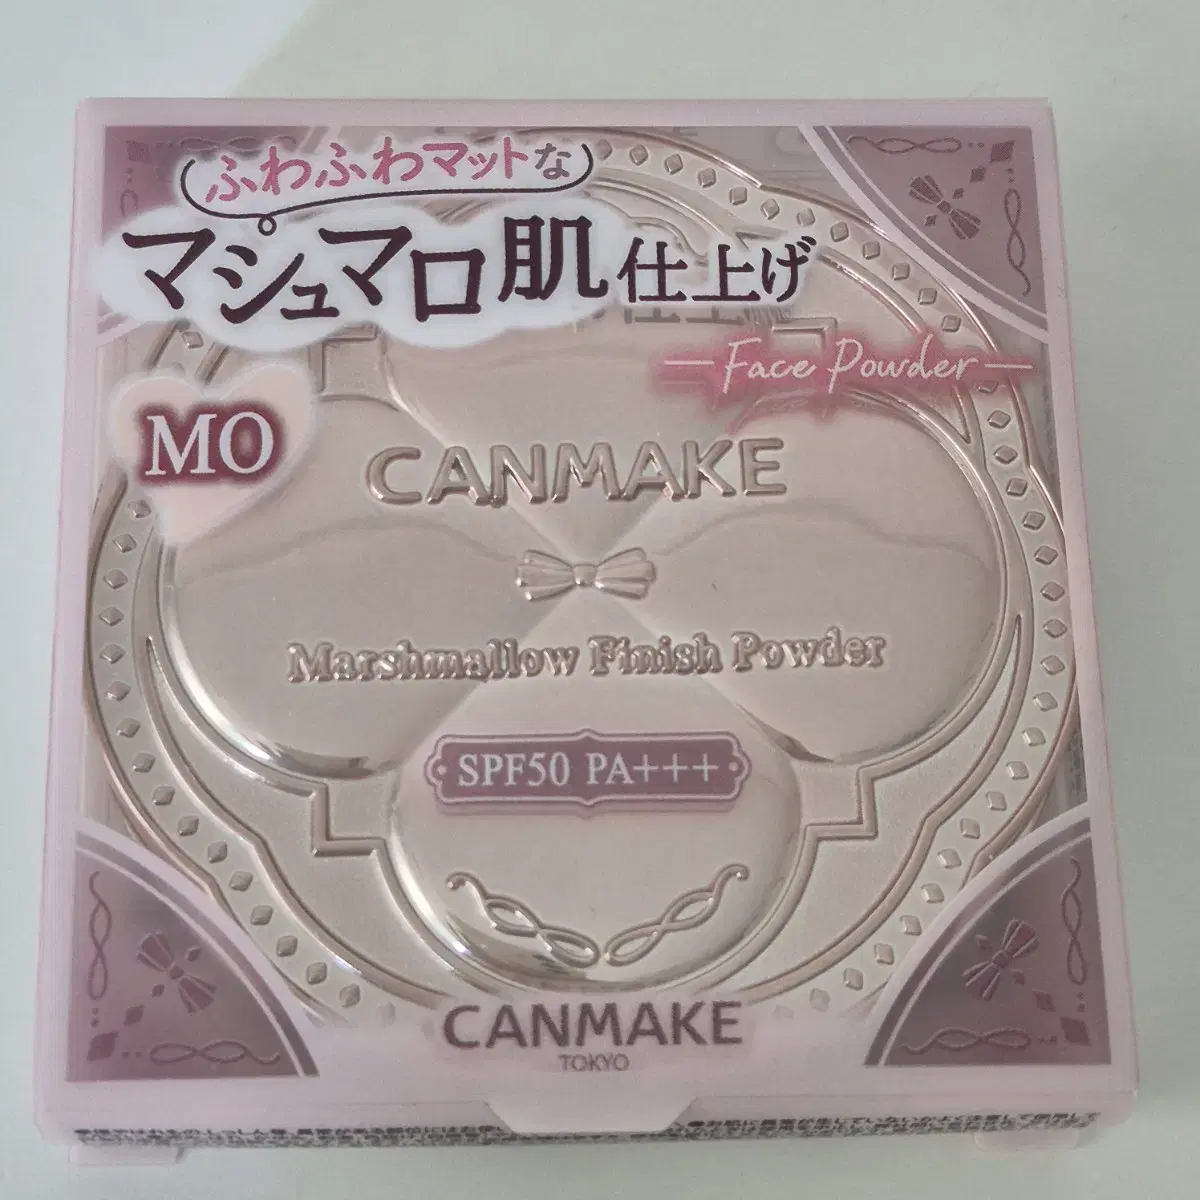 ふわふわマットな
マシュマロ肌仕上げ
Face Powder
MO
CANMAKE
Marshmallow Finish Powder
SPF50 PA+++
CANMAKE
TOKYO